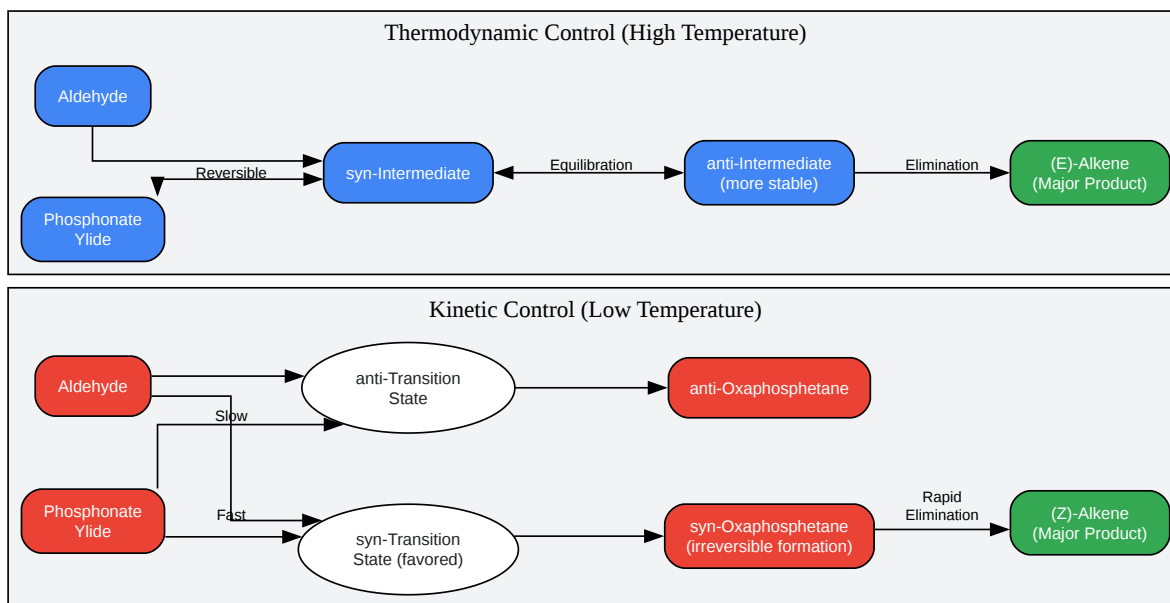 Thermodynamic Control (High Temperature)
Aldehyde
Reversible
Phosphonate
Ylide
syn-Intermediate
Equilibration
anti-Intermediate
(more stable)
Elimination
(E)-Alkene
(Major Product)
Kinetic Control (Low Temperature)
Aldehyde
anti-Transition
State
anti-Oxaphosphetane
Slow
Phosphonate
Ylide
Fast
syn-Transition
State (favored)
syn-Oxaphosphetane
(irreversible formation)
Rapid
Elimination
(Z)-Alkene
(Major Product)